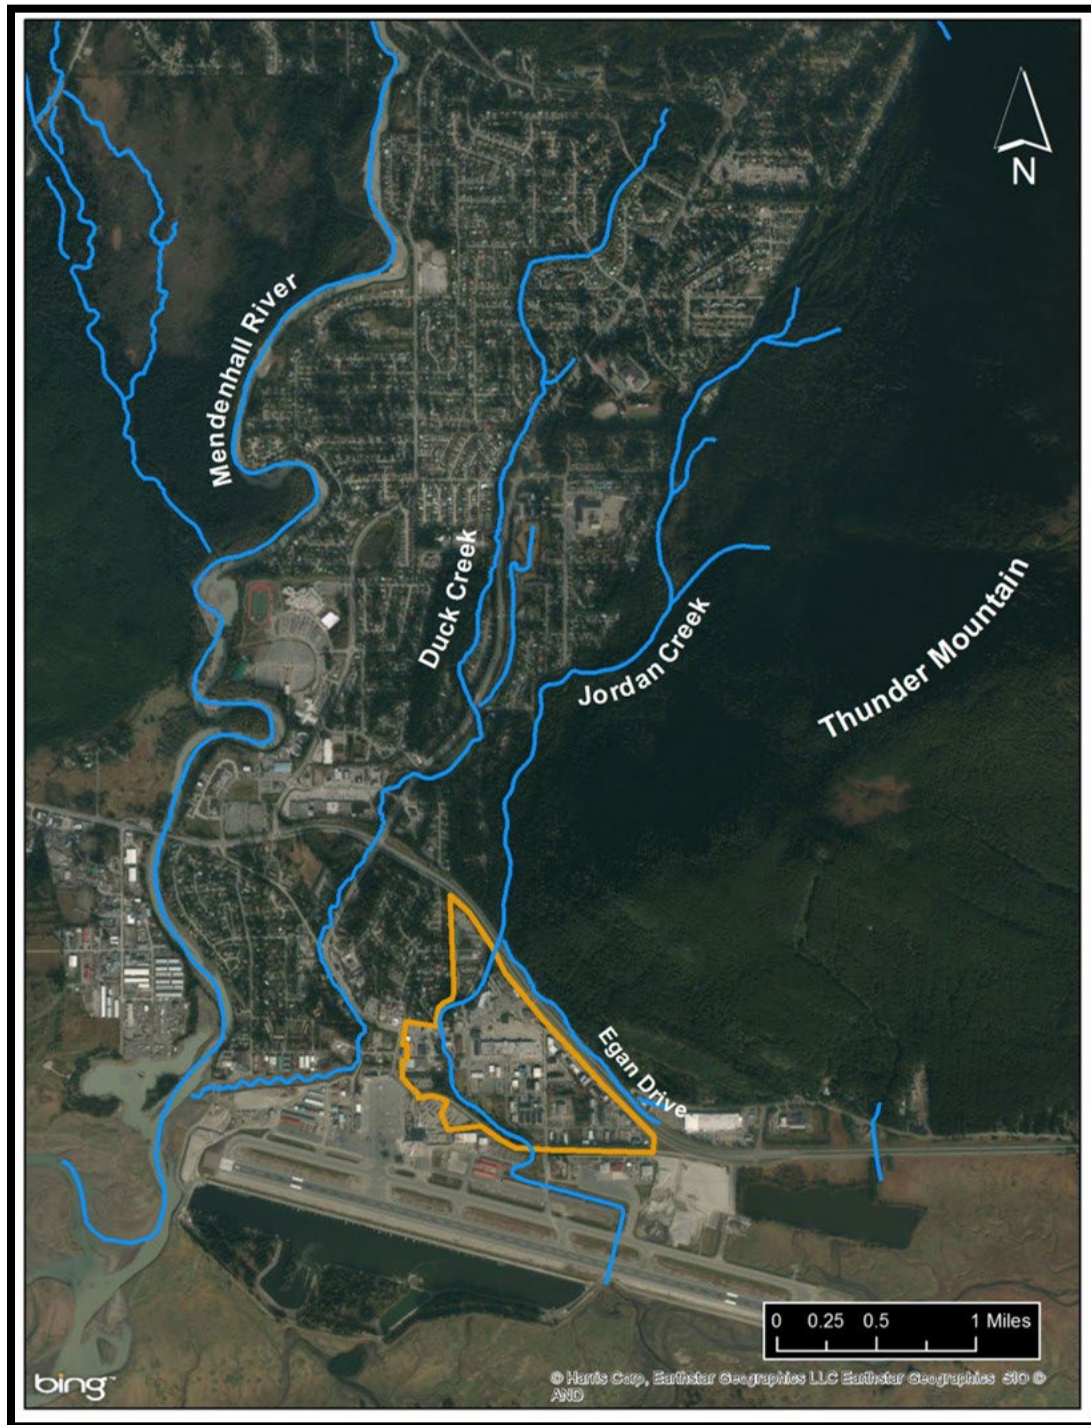 N
Mendenhall River
Duck Creek
Jordan Creek
Thunder Mountain
Egan Drive
0 0.25 0.5 1 Miles
bing™
© Harris Corp, Earthstar Geographics LLC Earthstar Geographics SIO ©
AND